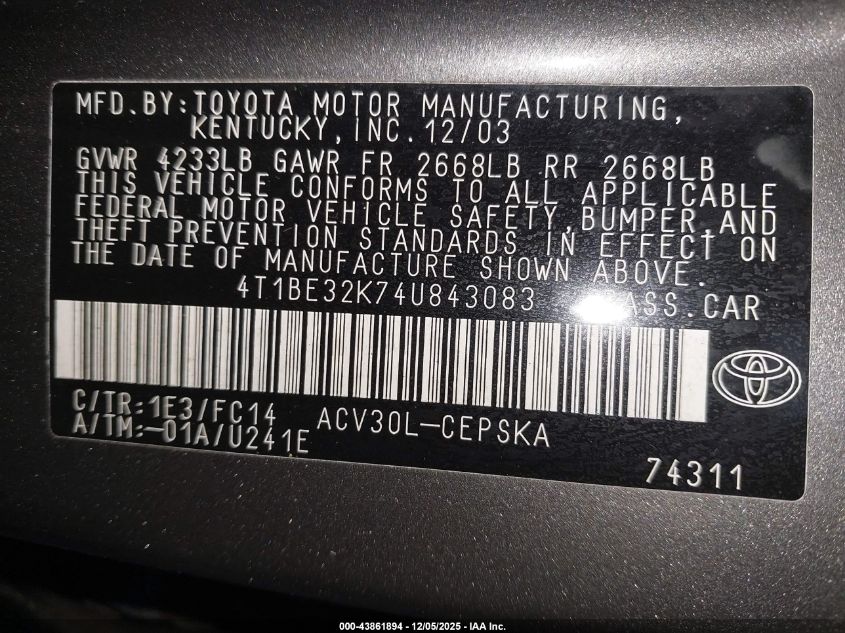 MFD.BY:TOYOTA MOTOR MANUFACTURING,
KENTUCKY,INC.12/03
GVWR 4233LB GAWR FR 2668LB RR 2668LB
THIS VEHICLE CONFORMS TO ALL APPLICABLE
FEDERAL MOTOR VEHICLE SAFETY,BUMPER,AND
THEFT PREVENTION STANDARDS IN EFFECT ON
THE DATE OF MANUFACTURE SHOWN ABOVE.
4T1BE32K74U843083 ASS.CAR
C/TR:1E3/FC14 ACV30L-CEPSKA
A/TM:-01A/U241E
74311
000-43861894 - 12/05/2025 - IAA Inc.